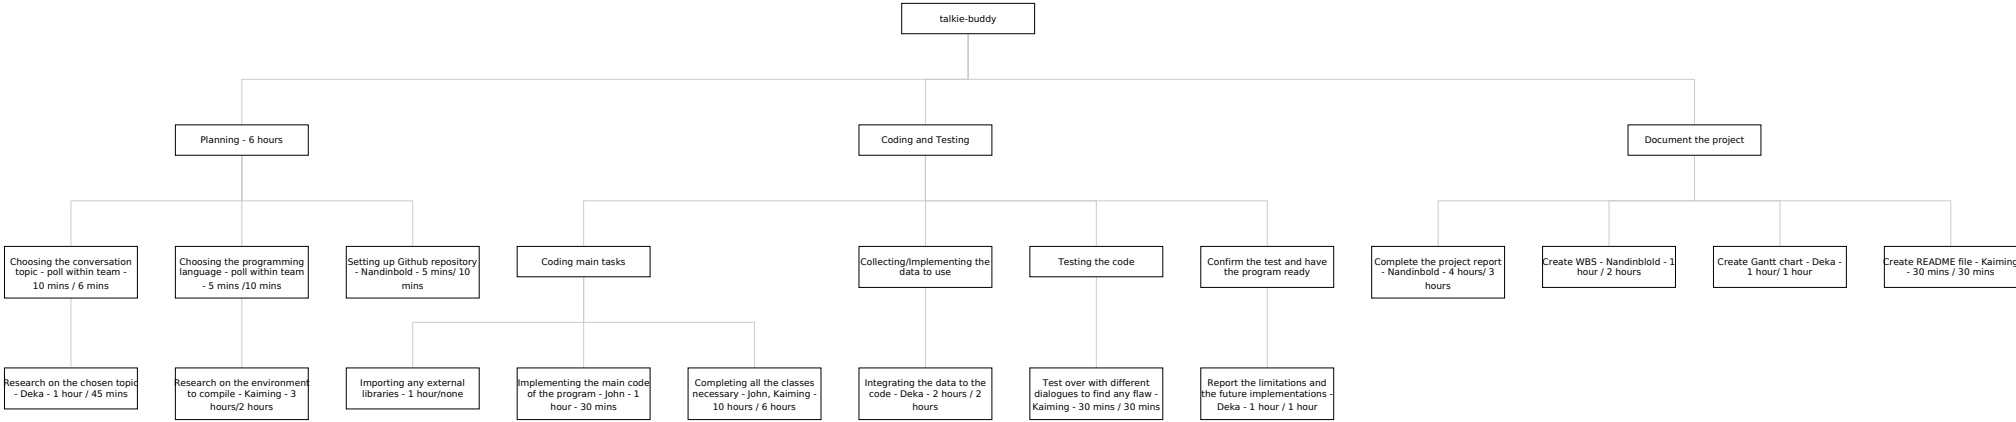 talkie-buddy
Planning - 6 hours
Coding and Testing
Document the project
Choosing the conversation
topic - poll within team -
10 mins / 6 mins
Choosing the programming
language - poll within team
- 5 mins /10 mins
Setting up Github repository
- Nandinbold - 5 mins/ 10
mins
Coding main tasks
Collecting/Implementing the
data to use
Testing the code
Confirm the test and have
the program ready
Complete the project report
- Nandinbold - 4 hours/ 3
hours
Create WBS - Nandinblold - 1
hour / 2 hours
Create Gantt chart - Deka -
1 hour/ 1 hour
Create README file - Kaiming
- 30 mins / 30 mins
Research on the chosen topic
- Deka - 1 hour / 45 mins
Research on the environment
to compile - Kaiming - 3
hours/2 hours
Importing any external
libraries - 1 hour/none
Implementing the main code
of the program - John - 1
hour - 30 mins
Completing all the classes
necessary - John, Kaiming -
10 hours / 6 hours
Integrating the data to the
code - Deka - 2 hours / 2
hours
Test over with different
dialogues to find any flaw -
Kaiming - 30 mins / 30 mins
Report the limitations and
the future implementations -
Deka - 1 hour / 1 hour